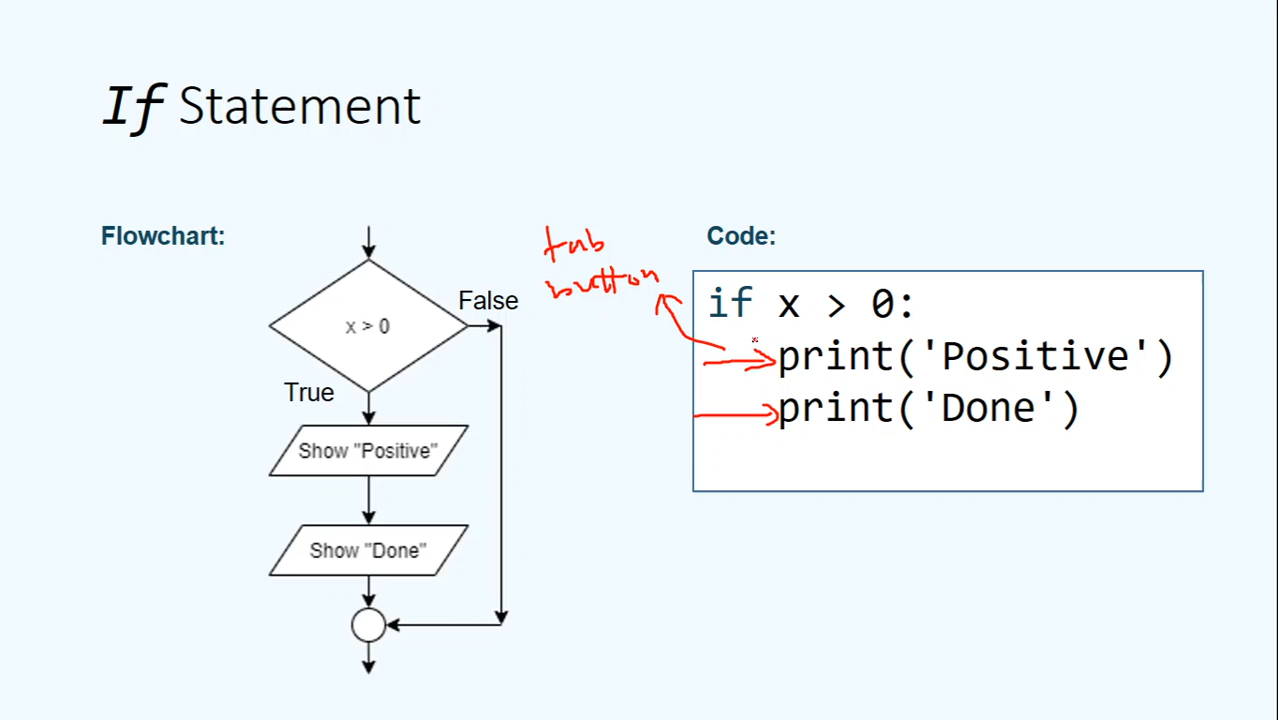 If Statement
Flowchart:
x > 0
False
True
Show "Positive"
Show "Done"
tab
button
Code:
if x > 0:
    print('Positive')
    print('Done')